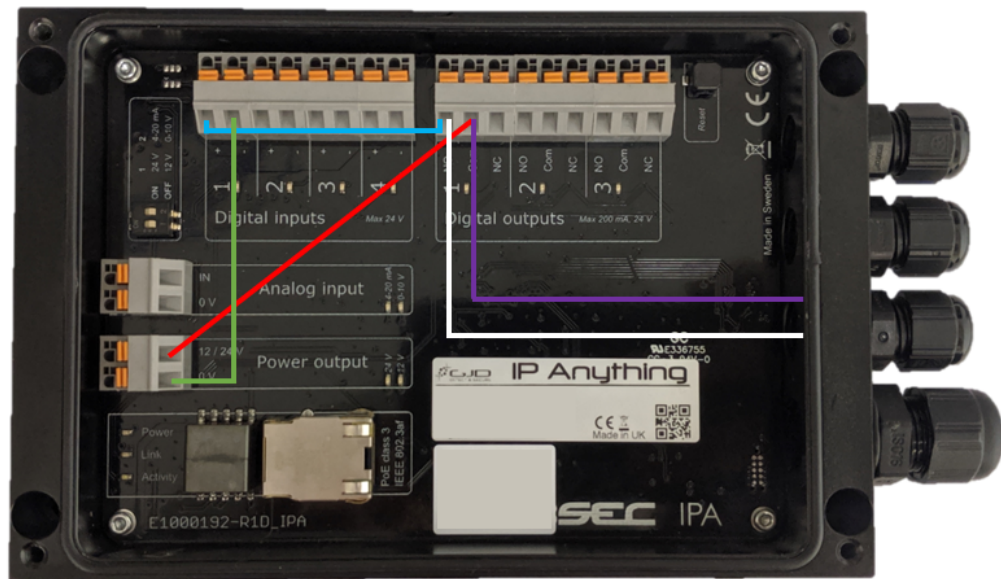 4-20 mA
0-10 V
1 2
24 V
12 V
ON
OFF
+ - + - + - + -
1 2 3 4
Digital inputs
Max 24 V
NO Com NC NO Com NC NO Com NC
1 2 3
Digital outputs
Max 200 mA, 24 V
Reset
CE
Made in Sweden
IN
0 V
Analog input
4-20 mA
0-10 V
12 / 24 V
0 V
Power output
24 V
12 V
E336755
GJD
IP Anything
CE
Made in UK
Power
Link
Activity
PoE class 3
IEEE 802.3af
SEC IPA
E1000192-R1D_IPA